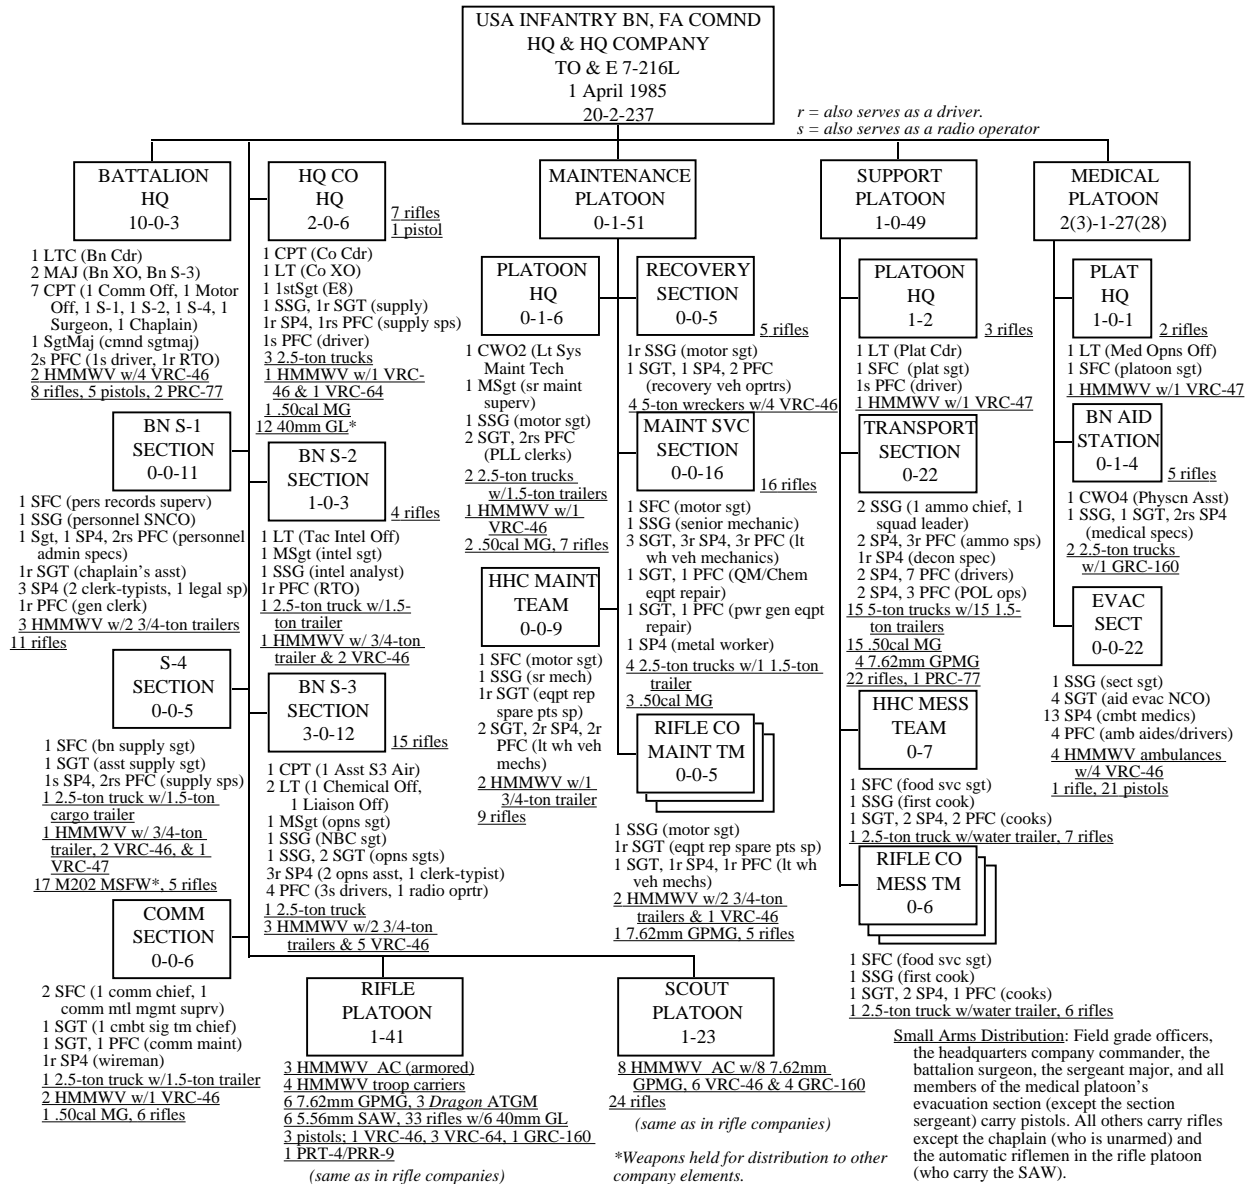 USA INFANTRY BN, FA COMND
HQ & HQ COMPANY
TO & E 7-216L
1 April 1985
20-2-237
r = also serves as a driver.
s = also serves as a radio operator
BATTALION
HQ
10-0-3
1 LTC (Bn Cdr)
2 MAJ (Bn XO, Bn S-3)
7 CPT (1 Comm Off, 1 Motor
Off, 1 S-1, 1 S-2, 1 S-4, 1
Surgeon, 1 Chaplain)
1 SgtMaj (cmnd sgtmaj)
2s PFC (1s driver, 1r RTO)
2 HMMWV w/4 VRC-46
8 rifles, 5 pistols, 2 PRC-77
BN S-1
SECTION
0-0-11
1 SFC (pers records superv)
1 SSG (personnel SNCO)
1 Sgt, 1 SP4, 2rs PFC (personnel
admin specs)
1r SGT (chaplain's asst)
3 SP4 (2 clerk-typists, 1 legal sp)
1r PFC (gen clerk)
3 HMMWV w/2 3/4-ton trailers
11 rifles
S-4
SECTION
0-0-5
1 SFC (bn supply sgt)
1 SGT (asst supply sgt)
1s SP4, 2rs PFC (supply sps)
1 2.5-ton truck w/1.5-ton
cargo trailer
1 HMMWV w/ 3/4-ton
trailer, 2 VRC-46, & 1
VRC-47
17 M202 MSFW*, 5 rifles
COMM
SECTION
0-0-6
2 SFC (1 comm chief, 1
comm mtl mgmt suprv)
1 SGT (1 cmbt sig tm chief)
1 SGT, 1 PFC (comm maint)
1r SP4 (wireman)
1 2.5-ton truck w/1.5-ton trailer
2 HMMWV w/1 VRC-46
1 .50cal MG, 6 rifles
HQ CO
HQ
2-0-6
7 rifles
1 pistol
1 CPT (Co Cdr)
1 LT (Co XO)
1 1stSgt (E8)
1 SSG, 1r SGT (supply)
1r SP4, 1rs PFC (supply sps)
1s PFC (driver)
3 2.5-ton trucks
1 HMMWV w/1 VRC-
46 & 1 VRC-64
1 .50cal MG
12 40mm GL*
BN S-2
SECTION
1-0-3
4 rifles
1 LT (Tac Intel Off)
1 MSgt (intel sgt)
1 SSG (intel analyst)
1r PFC (RTO)
1 2.5-ton truck w/1.5-
ton trailer
1 HMMWV w/ 3/4-ton
trailer & 2 VRC-46
BN S-3
SECTION
3-0-12
15 rifles
1 CPT (1 Asst S3 Air)
2 LT (1 Chemical Off,
1 Liaison Off)
1 MSgt (opns sgt)
1 SSG (NBC sgt)
1 SSG, 2 SGT (opns sgts)
3r SP4 (2 opns asst, 1 clerk-typist)
4 PFC (3s drivers, 1 radio oprtr)
1 2.5-ton truck
3 HMMWV w/2 3/4-ton
trailers & 5 VRC-46
RIFLE
PLATOON
1-41
3 HMMWV AC (armored)
4 HMMWV troop carriers
6 7.62mm GPMG, 3 Dragon ATGM
6 5.56mm SAW, 33 rifles w/6 40mm GL
3 pistols; 1 VRC-46, 3 VRC-64, 1 GRC-160
1 PRT-4/PRR-9
(same as in rifle companies)
MAINTENANCE
PLATOON
0-1-51
PLATOON
HQ
0-1-6
1 CWO2 (Lt Sys
Maint Tech
1 MSgt (sr maint
superv)
1 SSG (motor sgt)
2 SGT, 2rs PFC
(PLL clerks)
2 2.5-ton trucks
w/1.5-ton trailers
1 HMMWV w/1
VRC-46
2 .50cal MG, 7 rifles
HHC MAINT
TEAM
0-0-9
1 SFC (motor sgt)
1 SSG (sr mech)
1r SGT (eqpt rep
spare pts sp)
2 SGT, 2r SP4, 2r
PFC (lt wh veh
mechs)
2 HMMWV w/1
3/4-ton trailer
9 rifles
RECOVERY
SECTION
0-0-5
5 rifles
1r SSG (motor sgt)
1 SGT, 1 SP4, 2 PFC
(recovery veh oprtrs)
4 5-ton wreckers w/4 VRC-46
MAINT SVC
SECTION
0-0-16
16 rifles
1 SFC (motor sgt)
1 SSG (senior mechanic)
3 SGT, 3r SP4, 3r PFC (lt
wh veh mechanics)
1 SGT, 1 PFC (QM/Chem
eqpt repair)
1 SGT, 1 PFC (pwr gen eqpt
repair)
1 SP4 (metal worker)
4 2.5-ton trucks w/1 1.5-ton
trailer
3 .50cal MG
RIFLE CO
MAINT TM
0-0-5
1 SSG (motor sgt)
1r SGT (eqpt rep spare pts sp)
1 SGT, 1r SP4, 1r PFC (lt wh
veh mechs)
2 HMMWV w/2 3/4-ton
trailers & 1 VRC-46
1 7.62mm GPMG, 5 rifles
SCOUT
PLATOON
1-23
8 HMMWV AC w/8 7.62mm
GPMG, 6 VRC-46 & 4 GRC-160
24 rifles
(same as in rifle companies)
*Weapons held for distribution to other
company elements.
SUPPORT
PLATOON
1-0-49
PLATOON
HQ
1-2
3 rifles
1 LT (Plat Cdr)
1 SFC (plat sgt)
1s PFC (driver)
1 HMMWV w/1 VRC-47
TRANSPORT
SECTION
0-22
2 SSG (1 ammo chief, 1
squad leader)
2 SP4, 3r PFC (ammo sps)
1r SP4 (decon spec)
2 SP4, 7 PFC (drivers)
2 SP4, 3 PFC (POL ops)
15 5-ton trucks w/15 1.5-
ton trailers
15 .50cal MG
4 7.62mm GPMG
22 rifles, 1 PRC-77
HHC MESS
TEAM
0-7
1 SFC (food svc sgt)
1 SSG (first cook)
1 SGT, 2 SP4, 2 PFC (cooks)
1 2.5-ton truck w/water trailer, 7 rifles
RIFLE CO
MESS TM
0-6
1 SFC (food svc sgt)
1 SSG (first cook)
1 SGT, 2 SP4, 1 PFC (cooks)
1 2.5-ton truck w/water trailer, 6 rifles
MEDICAL
PLATOON
2(3)-1-27(28)
PLAT
HQ
1-0-1
2 rifles
1 LT (Med Opns Off)
1 SFC (platoon sgt)
1 HMMWV w/1 VRC-47
BN AID
STATION
0-1-4
5 rifles
1 CWO4 (Physcn Asst)
1 SSG, 1 SGT, 2rs SP4
(medical specs)
2 2.5-ton trucks
w/1 GRC-160
EVAC
SECT
0-0-22
1 SSG (sect sgt)
4 SGT (aid evac NCO)
13 SP4 (cmbt medics)
4 PFC (amb aides/drivers)
4 HMMWV ambulances
w/4 VRC-46
1 rifle, 21 pistols
Small Arms Distribution: Field grade officers,
the headquarters company commander, the
battalion surgeon, the sergeant major, and all
members of the medical platoon's
evacuation section (except the section
sergeant) carry pistols. All others carry rifles
except the chaplain (who is unarmed) and
the automatic riflemen in the rifle platoon
(who carry the SAW).